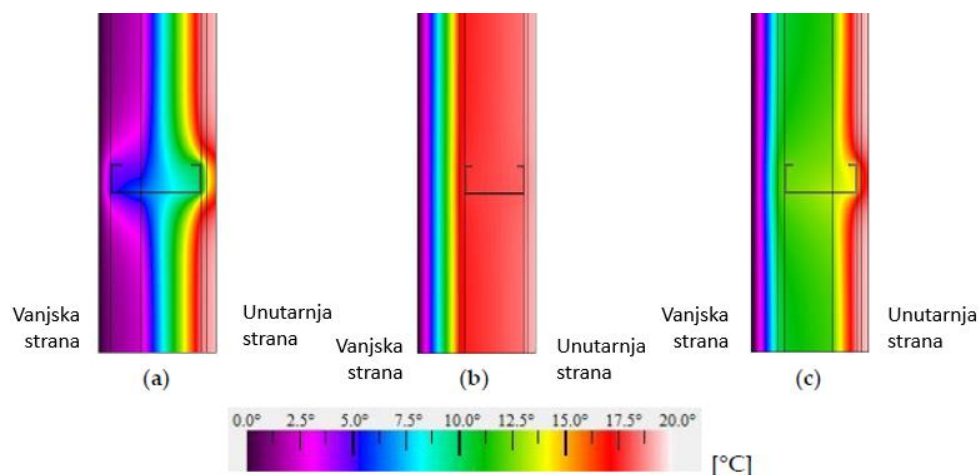 Vanjska
strana
Unutarnja
strana
Vanjska
strana
Unutarnja
strana
Vanjska
strana
Unutarnja
strana
(a)
(b)
(c)
0.0° 2.5° 5.0° 7.5° 10.0° 12.5° 15.0° 17.5° 20.0°
[°C]